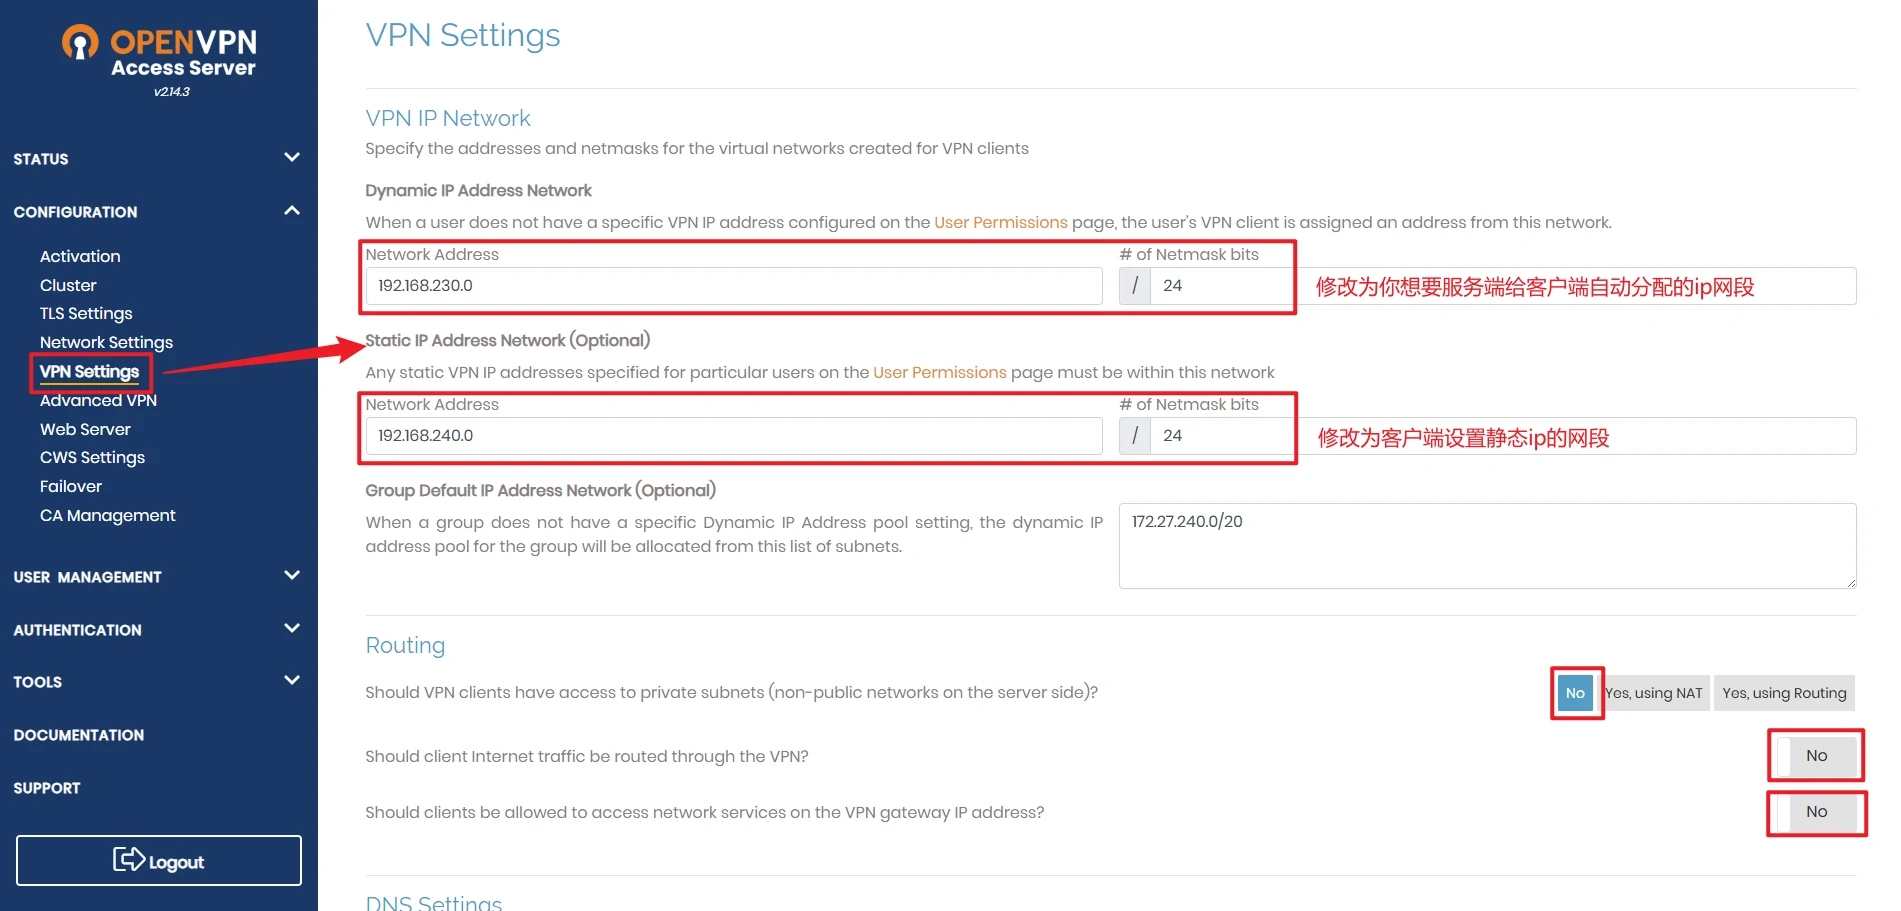 OPENVPN
Access Server
v2.14.3
STATUS
CONFIGURATION
Activation
Cluster
TLS Settings
Network Settings
VPN Settings
Advanced VPN
Web Server
CWS Settings
Failover
CA Management
USER MANAGEMENT
AUTHENTICATION
TOOLS
DOCUMENTATION
SUPPORT
Logout
VPN Settings
VPN IP Network
Specify the addresses and netmasks for the virtual networks created for VPN clients
Dynamic IP Address Network
When a user does not have a specific VPN IP address configured on the User Permissions page, the user's VPN client is assigned an address from this network.
Network Address # of Netmask bits
192.168.230.0 / 24 修改为你想要服务端给客户端自动分配的ip网段
Static IP Address Network (Optional)
Any static VPN IP addresses specified for particular users on the User Permissions page must be within this network
Network Address # of Netmask bits
192.168.240.0 / 24 修改为客户端设置静态ip的网段
Group Default IP Address Network (Optional)
When a group does not have a specific Dynamic IP Address pool setting, the dynamic IP
address pool for the group will be allocated from this list of subnets.
172.27.240.0/20
Routing
Should VPN clients have access to private subnets (non-public networks on the server side)? No Yes, using NAT Yes, using Routing
Should client Internet traffic be routed through the VPN? No
Should clients be allowed to access network services on the VPN gateway IP address? No
DNS Settings